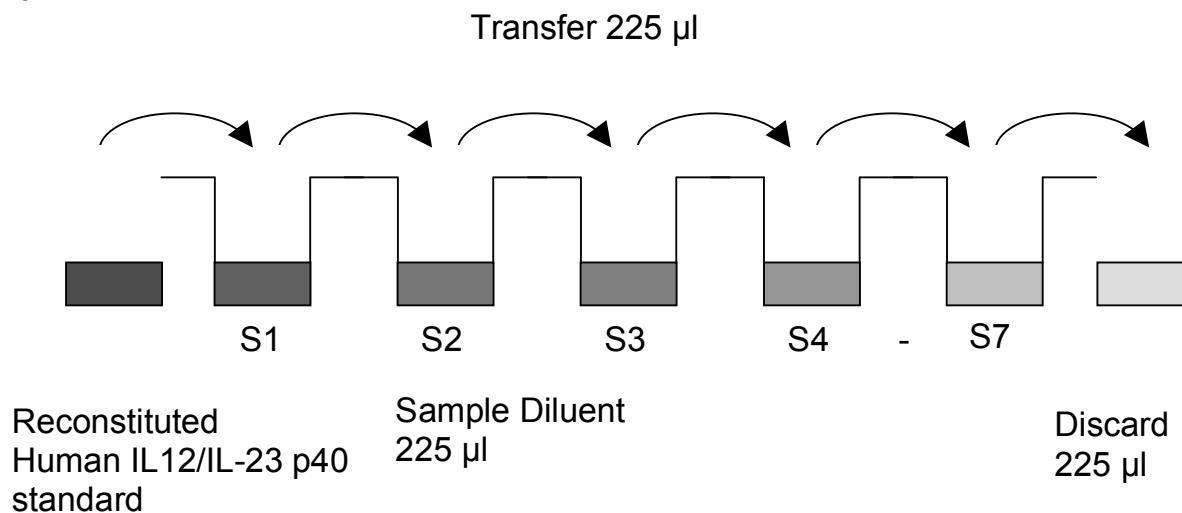 Transfer 225 µl
S1 S2 S3 S4 - S7
Reconstituted
Human IL12/IL-23 p40
standard
Sample Diluent
225 µl
Discard
225 µl